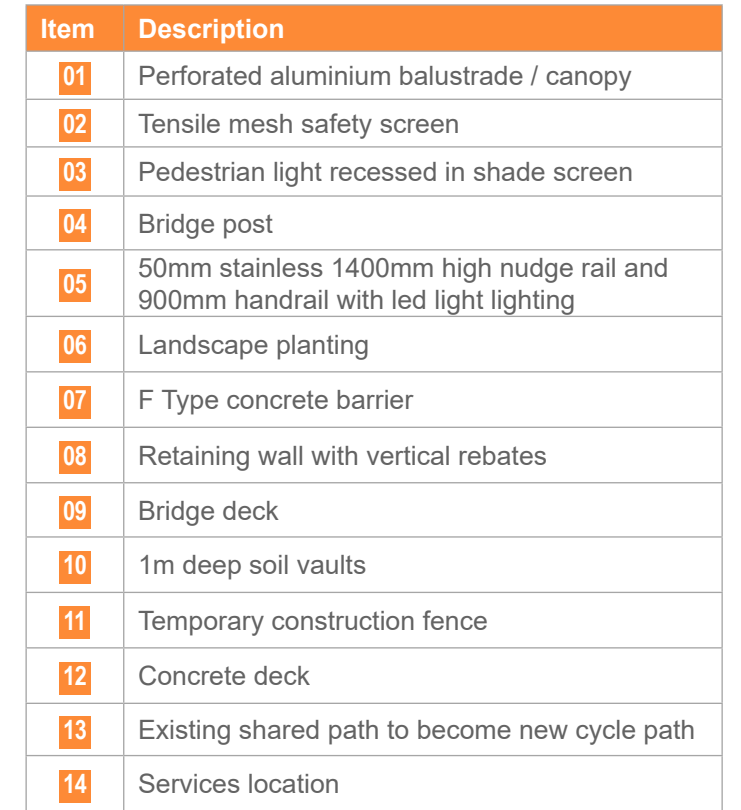 Item Description
01 Perforated aluminium balustrade / canopy
02 Tensile mesh safety screen
03 Pedestrian light recessed in shade screen
04 Bridge post
05 50mm stainless 1400mm high nudge rail and
900mm handrail with led light lighting
06 Landscape planting
07 F Type concrete barrier
08 Retaining wall with vertical rebates
09 Bridge deck
10 1m deep soil vaults
11 Temporary construction fence
12 Concrete deck
13 Existing shared path to become new cycle path
14 Services location